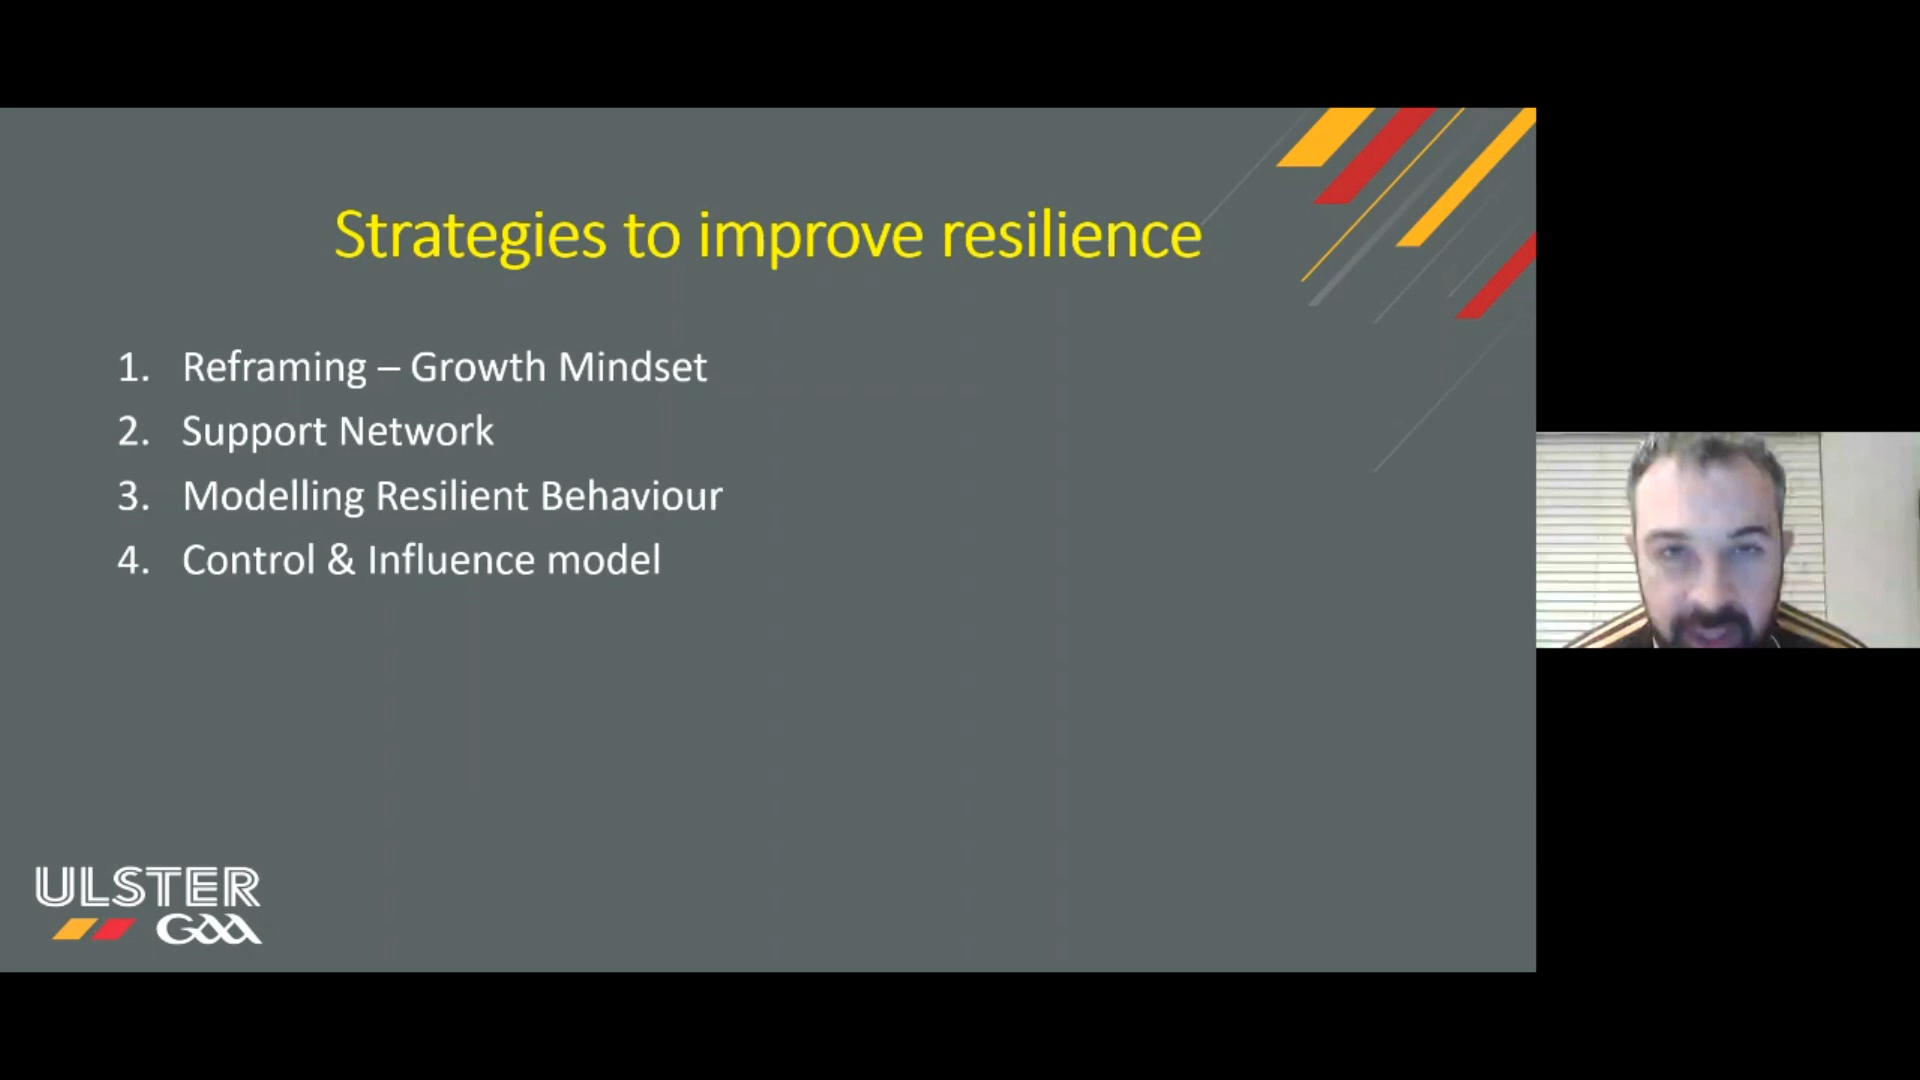 Strategies to improve resilience
1. Reframing – Growth Mindset
2. Support Network
3. Modelling Resilient Behaviour
4. Control & Influence model
ULSTER
GAA